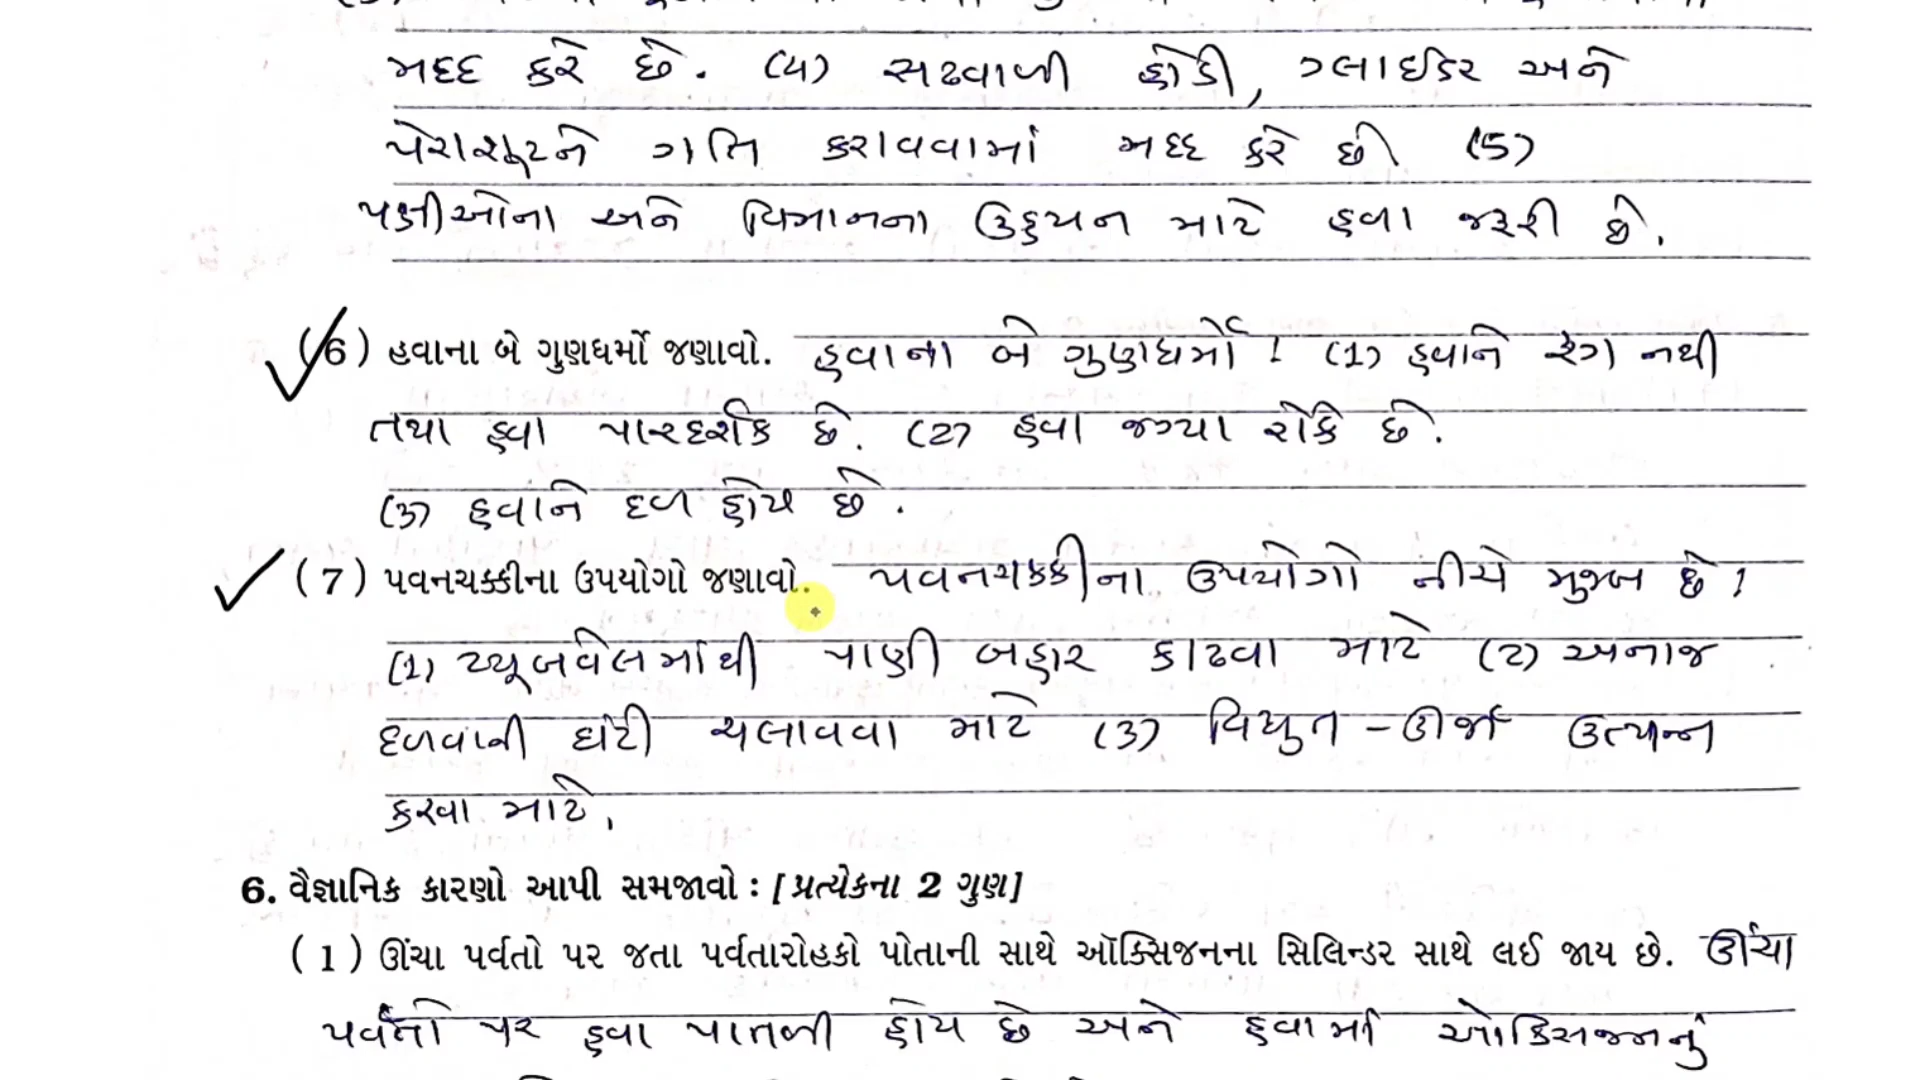 મદદ કરે છે. (4) સઢવાળી હોડી, ગ્લાઈડર અને
પેરાશૂટને ગતિ કરાવવામાં મદદ કરે છે (5)
પક્ષીઓના અને વિમાનના ઉડ્ડયન માટે હવા જરૂરી છે.
(6) હવાના બે ગુણધર્મો જણાવો. હવાના બે ગુણધર્મો : (1) હવાને રંગ નથી
તથા હવા પારદર્શક છે. (2) હવા જગ્યા રોકે છે.
(3) હવાને દળ હોય છે.
(7) પવનચક્કીના ઉપયોગો જણાવો. પવનચક્કીના ઉપયોગો નીચે મુજબ છે :
(1) ટ્યૂબવેલમાંથી પાણી બહાર કાઢવા માટે (2) અનાજ
દળવાની ઘંટી ચલાવવા માટે (3) વિદ્યુત - ઊર્જા ઉત્પન્ન
કરવા માટે.
6. વૈજ્ઞાનિક કારણો આપી સમજાવો : [પ્રત્યેકના 2 ગુણ]
(1) ઊંચા પર્વતો પર જતા પર્વતારોહકો પોતાની સાથે ઑક્સિજનના સિલિન્ડર સાથે લઈ જાય છે. ઊંચા
પર્વતો પર હવા પાતળી હોય છે અને હવામાં ઓક્સિજનનું